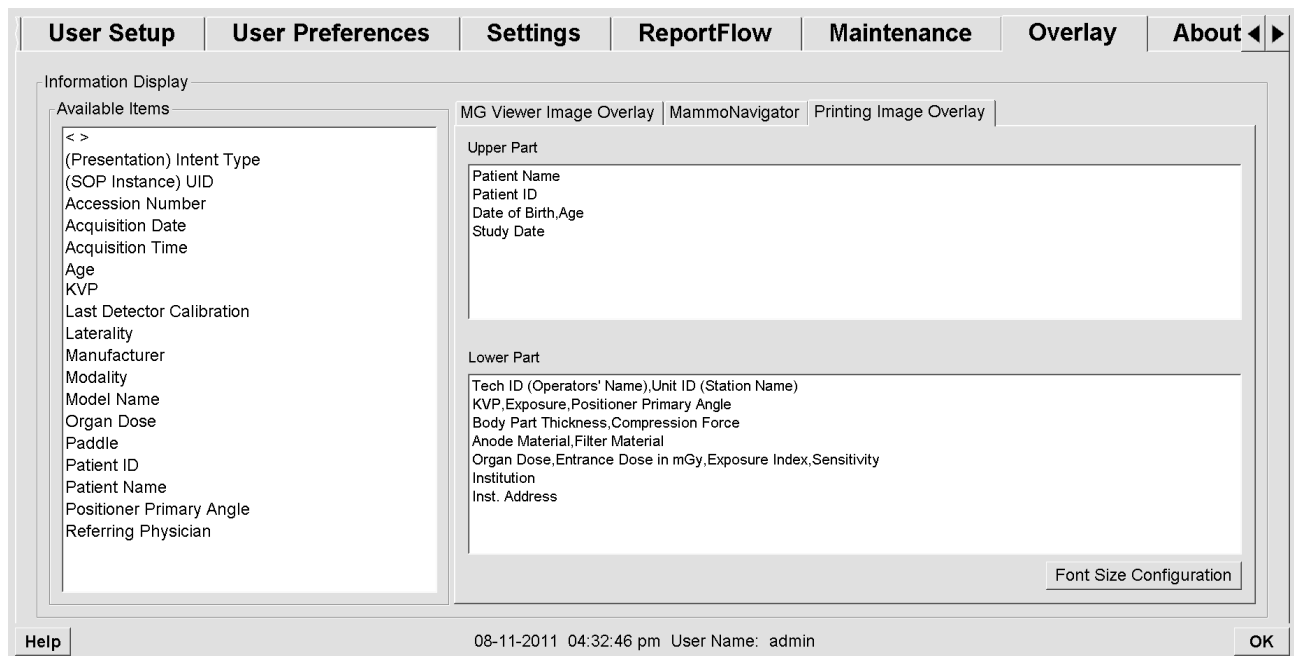 User Setup
User Preferences
Settings
ReportFlow
Maintenance
Overlay
About
Information Display
Available Items
< >
(Presentation) Intent Type
(SOP Instance) UID
Accession Number
Acquisition Date
Acquisition Time
Age
KVP
Last Detector Calibration
Laterality
Manufacturer
Modality
Model Name
Organ Dose
Paddle
Patient ID
Patient Name
Positioner Primary Angle
Referring Physician
MG Viewer Image Overlay
MammoNavigator
Printing Image Overlay
Upper Part
Patient Name
Patient ID
Date of Birth,Age
Study Date
Lower Part
Tech ID (Operators' Name),Unit ID (Station Name)
KVP,Exposure,Positioner Primary Angle
Body Part Thickness,Compression Force
Anode Material,Filter Material
Organ Dose,Entrance Dose in mGy,Exposure Index,Sensitivity
Institution
Inst. Address
Font Size Configuration
Help
08-11-2011 04:32:46 pm User Name: admin
OK